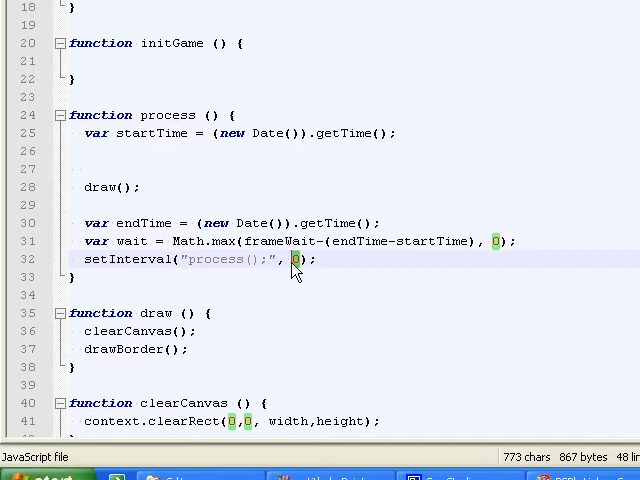 18 }
19
20 function initGame () {
21
22 }
23
24 function process () {
25 var startTime = (new Date()).getTime();
26
27
28 draw();
29
30 var endTime = (new Date()).getTime();
31 var wait = Math.max(frameWait-(endTime-startTime), 0);
32 setInterval("process();", 0);
33 }
34
35 function draw () {
36 clearCanvas();
37 drawBorder();
38 }
39
40 function clearCanvas () {
41 context.clearRect(0,0, width,height);
JavaScript file 773 chars 867 bytes 48 li